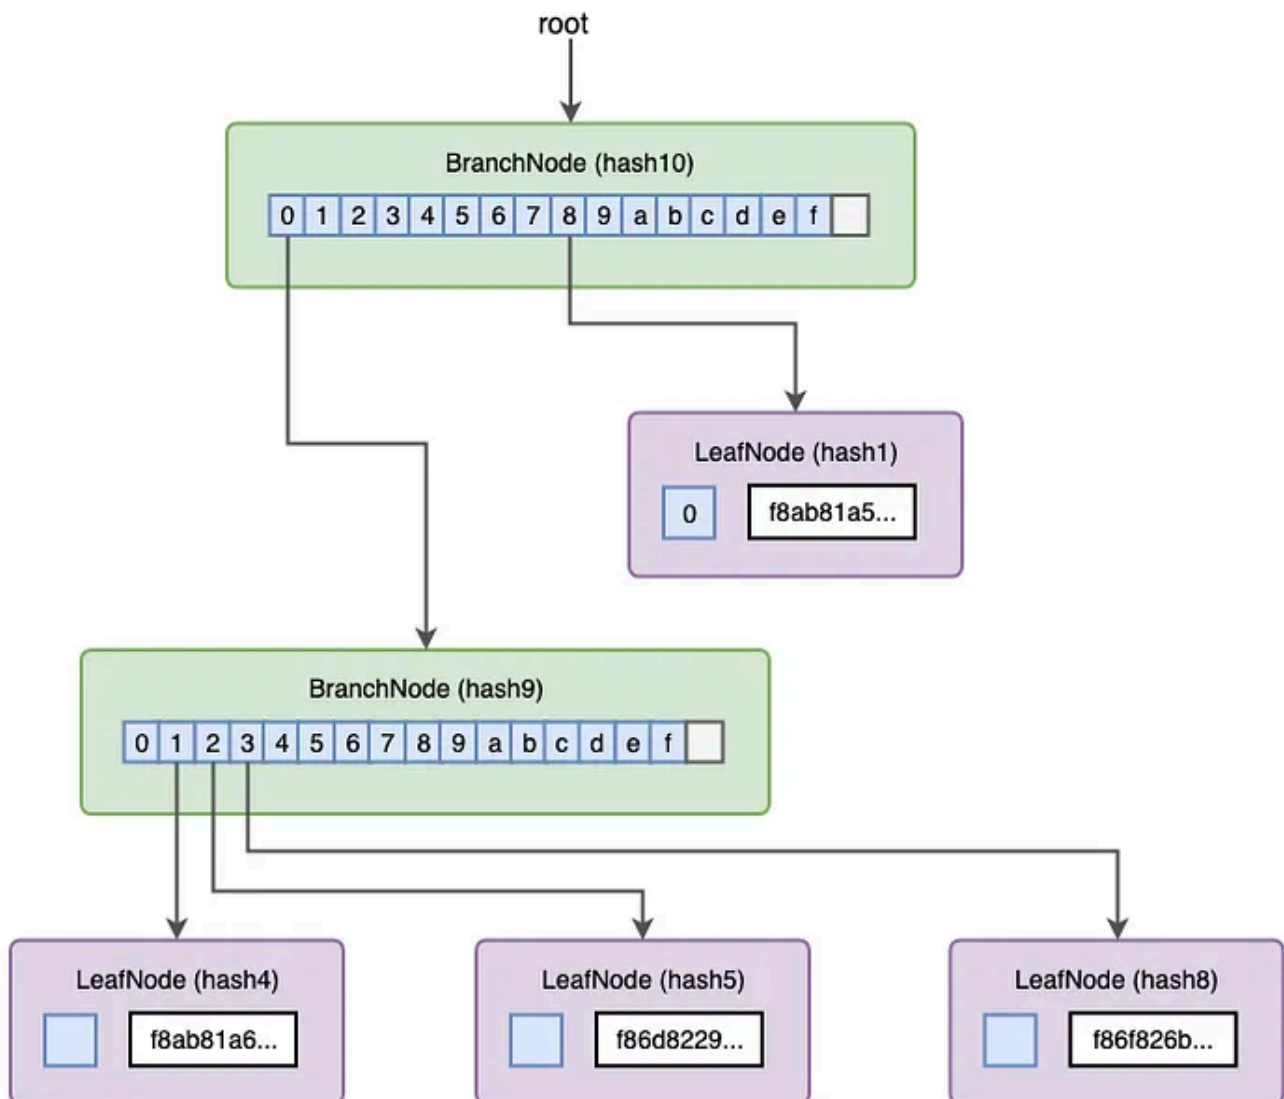 root
BranchNode (hash10)
0 1 2 3 4 5 6 7 8 9 a b c d e f
LeafNode (hash1)
0 f8ab81a5...
BranchNode (hash9)
0 1 2 3 4 5 6 7 8 9 a b c d e f
LeafNode (hash4)
f8ab81a6...
LeafNode (hash5)
f86d8229...
LeafNode (hash8)
f86f826b...